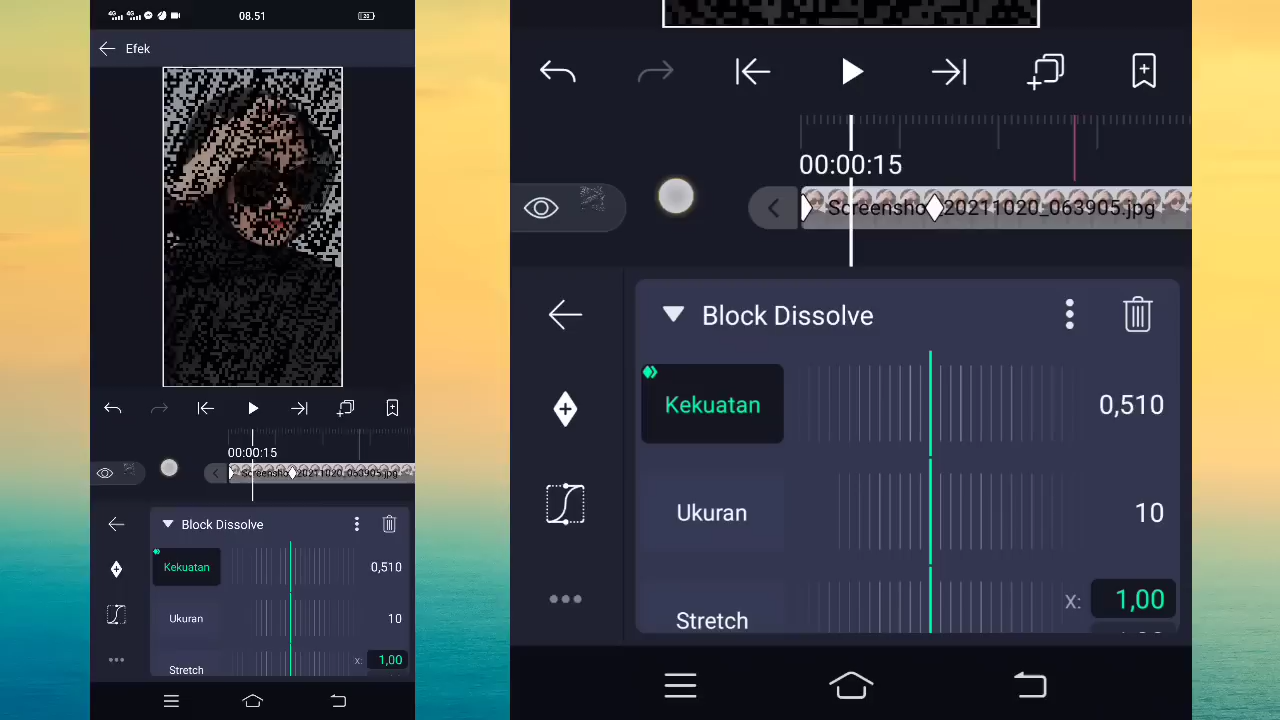 08.51
20
Efek
00:00:15
Screensho 20211020_063905.jpg
Block Dissolve
Kekuatan
0,510
Ukuran
10
Stretch
X:
1,00
00:00:15
Screensho 20211020_063905.jpg
Block Dissolve
Kekuatan
0,510
Ukuran
10
Stretch
X:
1,00